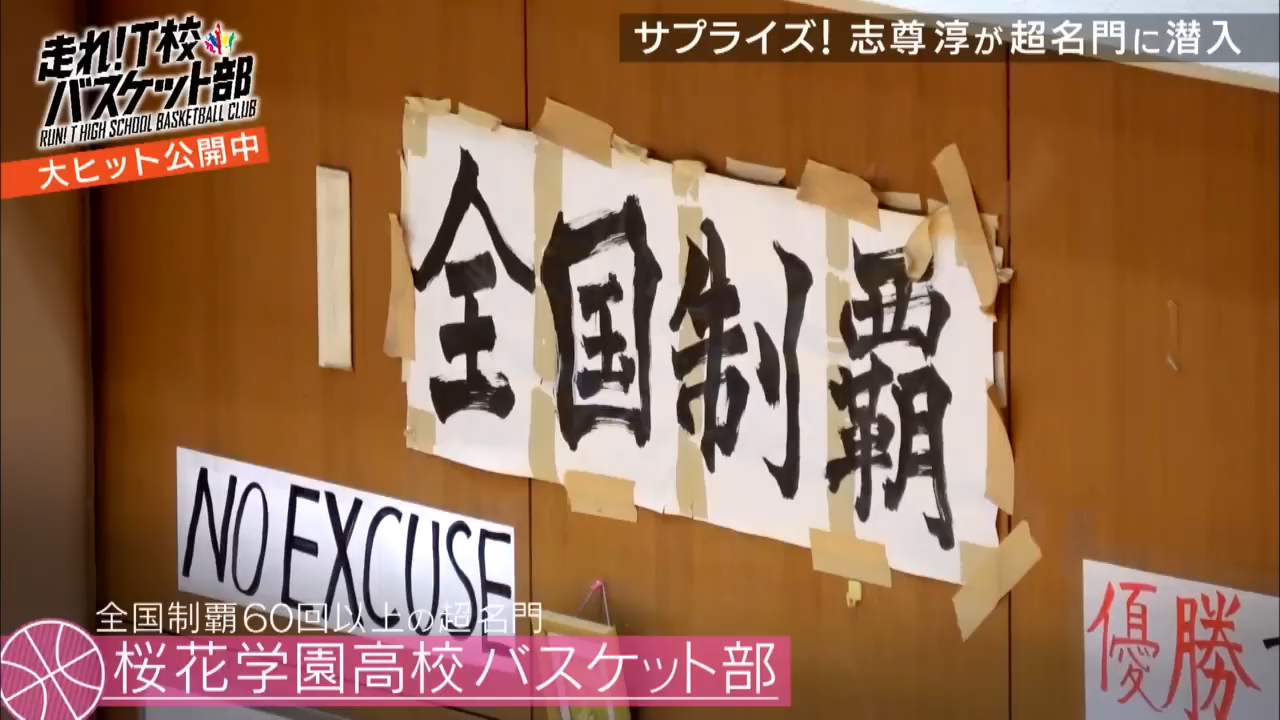 走れ!T校
バスケット部
RUN! T HIGH SCHOOL BASKETBALL CLUB
大ヒット公開中
サプライズ! 志尊淳が超名門に潜入
全国制覇
NO EXCUSE
優勝
全国制覇60回以上の超名門
桜花学園高校バスケット部